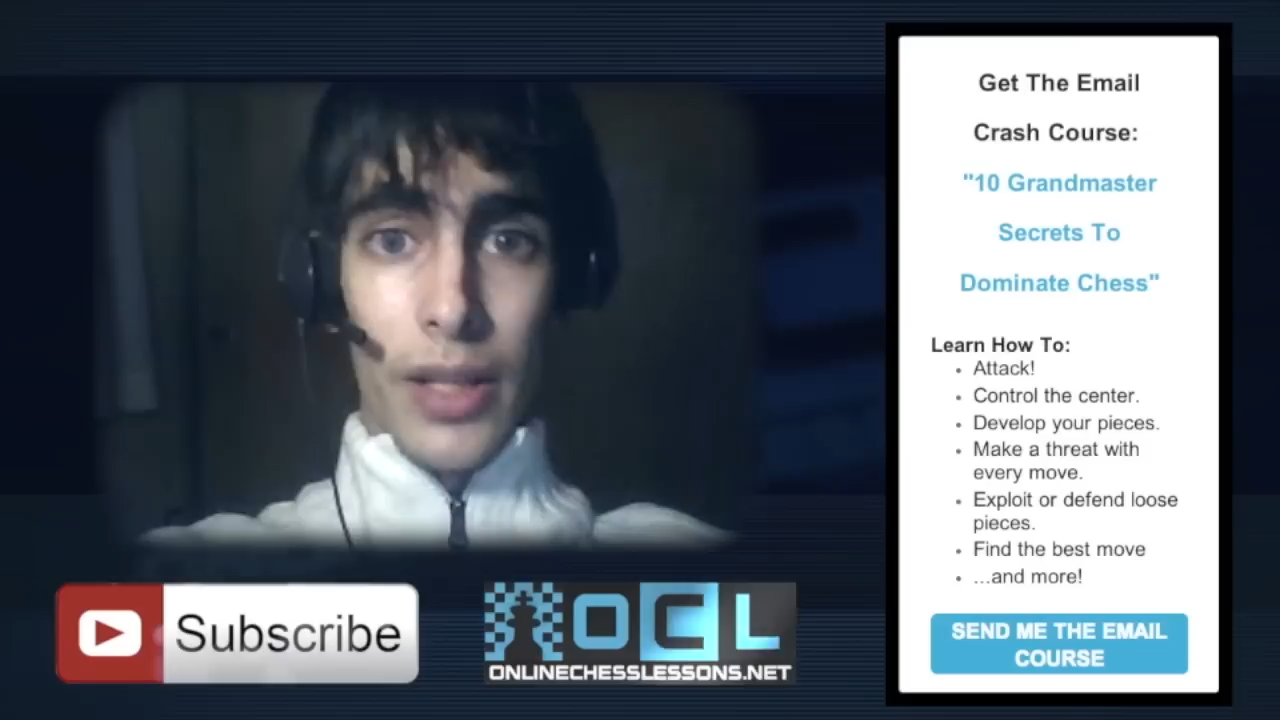 Get The Email
Crash Course:
"10 Grandmaster
Secrets To
Dominate Chess"
Learn How To:
• Attack!
• Control the center.
• Develop your pieces.
• Make a threat with
every move.
• Exploit or defend loose
pieces.
• Find the best move
• ...and more!
SEND ME THE EMAIL
COURSE
Subscribe
OCL
ONLINECHESSLESSONS.NET